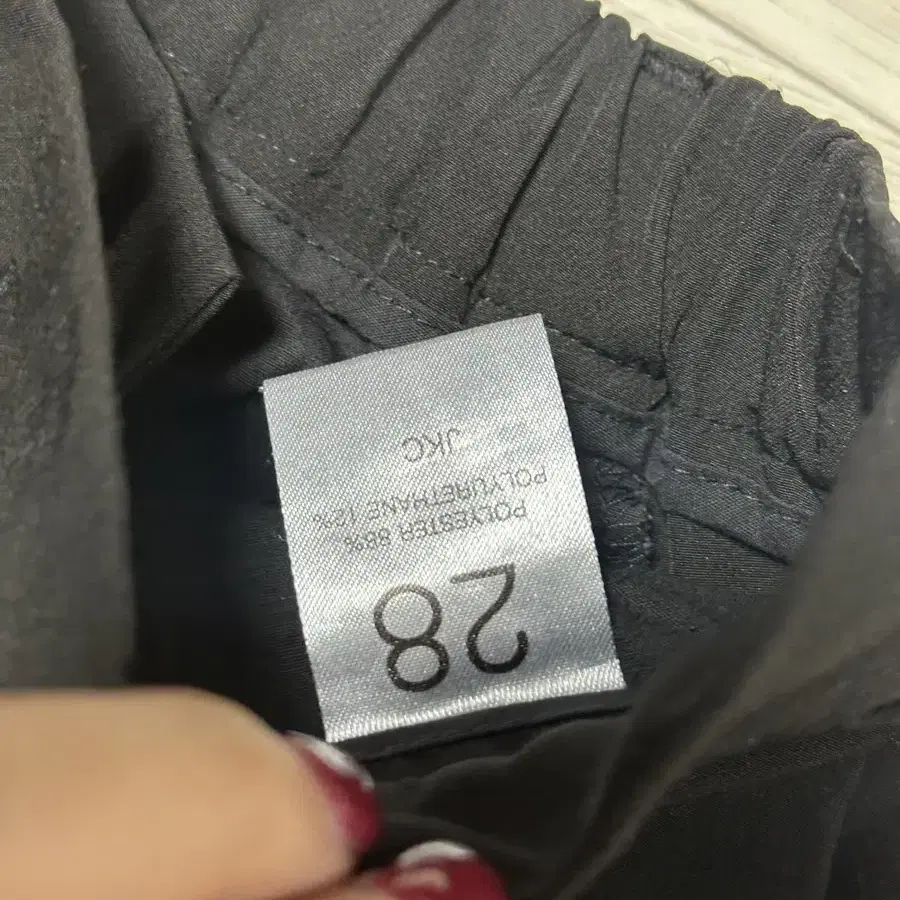 28
POLYESTER 88%
POLYURETHANE 12%
JKC